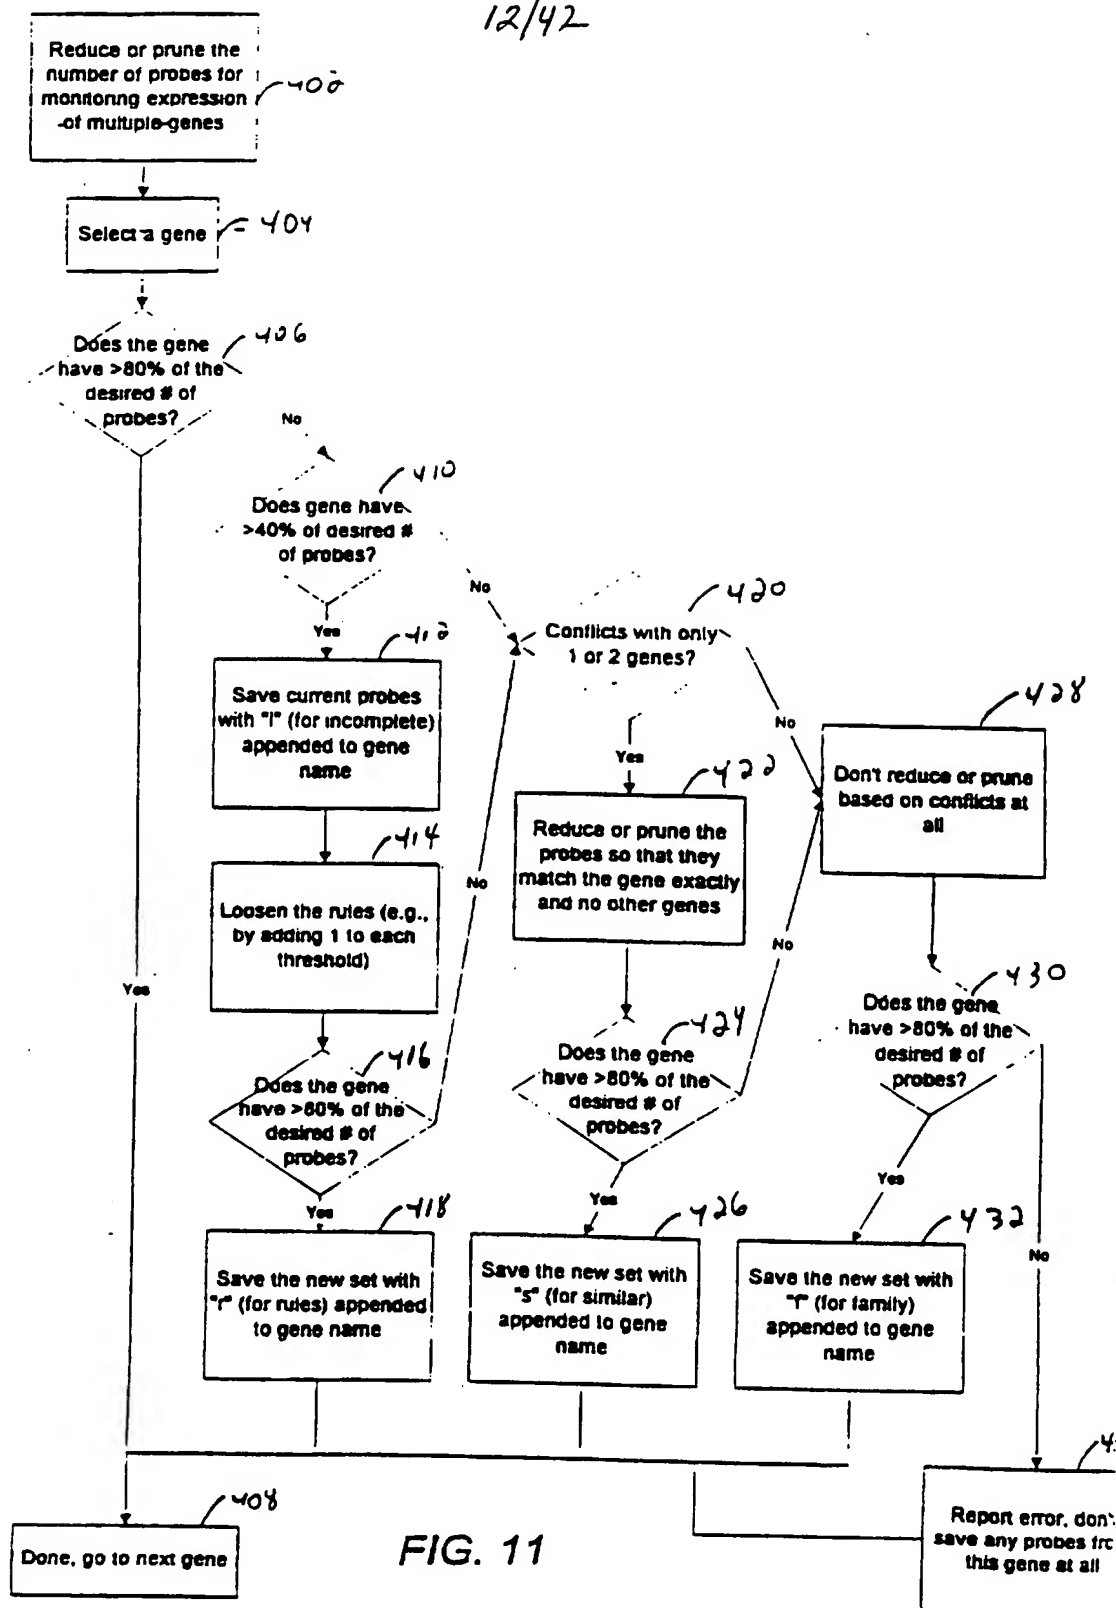 12/42
Reduce or prune the
number of probes for
monitoring expression
of multiple-genes
402
Select a gene
404
Does the gene
have >80% of the
desired # of
probes?
406
No
Does gene have
>40% of desired #
of probes?
410
No
Yes
Conflicts with only
1 or 2 genes?
420
Save current probes
with "I" (for incomplete)
appended to gene
name
412
No
Yes
Don't reduce or prune
based on conflicts at
all
428
Reduce or prune the
probes so that they
match the gene exactly
and no other genes
422
Loosen the rules (e.g.,
by adding 1 to each
threshold)
414
No
No
Yes
Does the gene
have >80% of the
desired # of
probes?
416
Does the gene
have >80% of the
desired # of
probes?
424
Does the gene
have >80% of the
desired # of
probes?
430
Yes
Yes
Yes
No
Save the new set with
"r" (for rules) appended
to gene name
418
Save the new set with
"s" (for similar)
appended to gene
name
426
Save the new set with
"f" (for family)
appended to gene
name
432
Done, go to next gene
408
Report error, don'
save any probes
this gene at all
FIG. 11